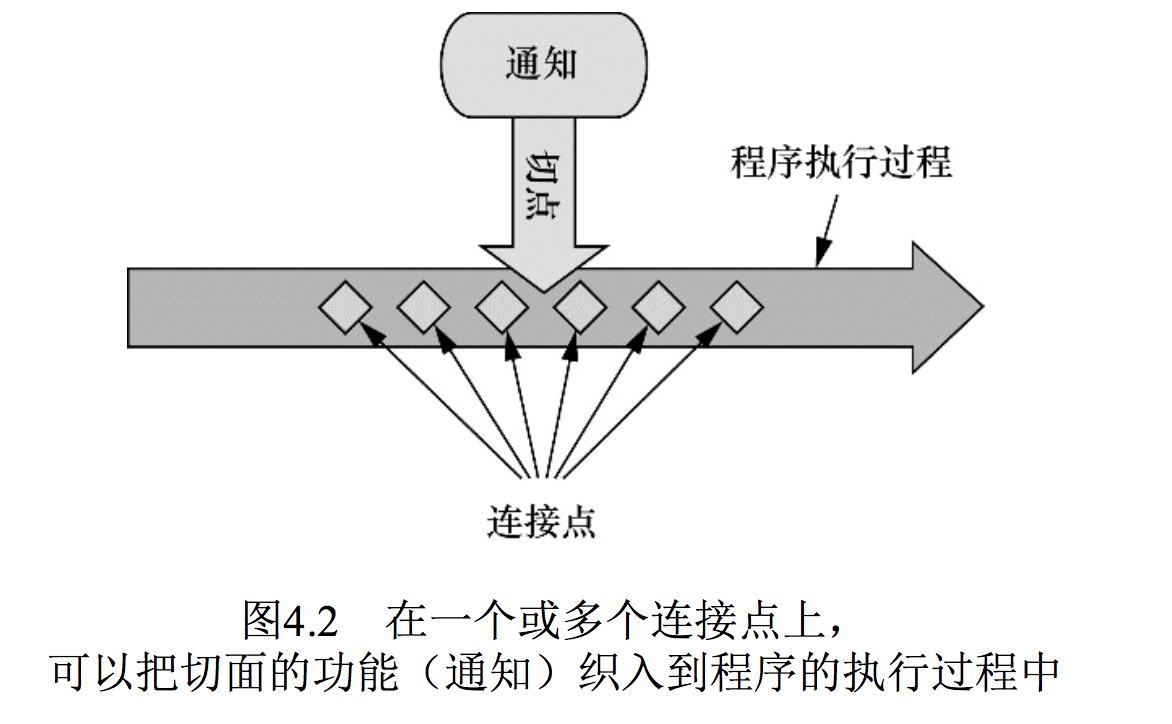 通知
切点
程序执行过程
连接点
图4.2 在一个或多个连接点上，
可以把切面的功能（通知）织入到程序的执行过程中